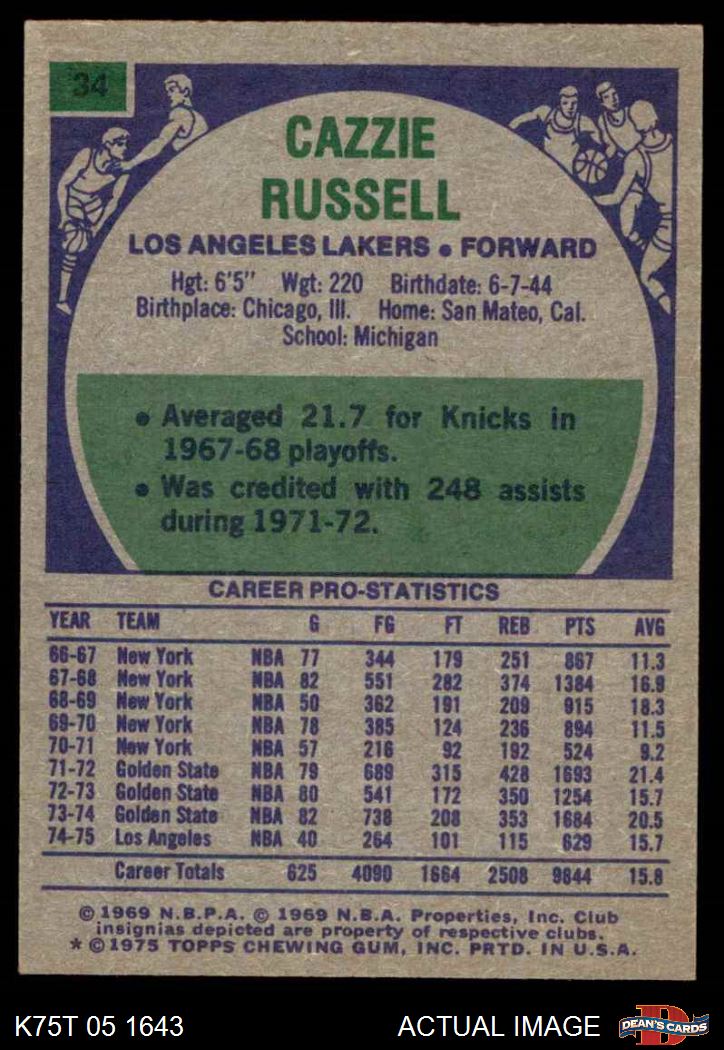 34
CAZZIE
RUSSELL
LOS ANGELES LAKERS • FORWARD
Hgt: 6'5" Wgt: 220 Birthdate: 6-7-44
Birthplace: Chicago, Ill. Home: San Mateo, Cal.
School: Michigan
• Averaged 21.7 for Knicks in
1967-68 playoffs.
• Was credited with 248 assists
during 1971-72.
CAREER PRO-STATISTICS
YEAR TEAM G FG FT REB PTS AVG
66-67 New York NBA 77 344 179 251 867 11.3
67-68 New York NBA 82 551 282 374 1384 16.9
68-69 New York NBA 50 362 191 209 915 18.3
69-70 New York NBA 78 385 124 236 894 11.5
70-71 New York NBA 57 216 92 192 524 9.2
71-72 Golden State NBA 79 689 315 428 1693 21.4
72-73 Golden State NBA 80 541 172 350 1254 15.7
73-74 Golden State NBA 82 738 208 353 1684 20.5
74-75 Los Angeles NBA 40 264 101 115 629 15.7
Career Totals 625 4090 1664 2508 9844 15.8
© 1969 N.B.P.A. © 1969 N.B.A. Properties, Inc. Club
insignias depicted are property of respective clubs.
* © 1975 TOPPS CHEWING GUM, INC. PRTD. IN U.S.A.
K75T 05 1643 ACTUAL IMAGE D DEAN'S CARDS